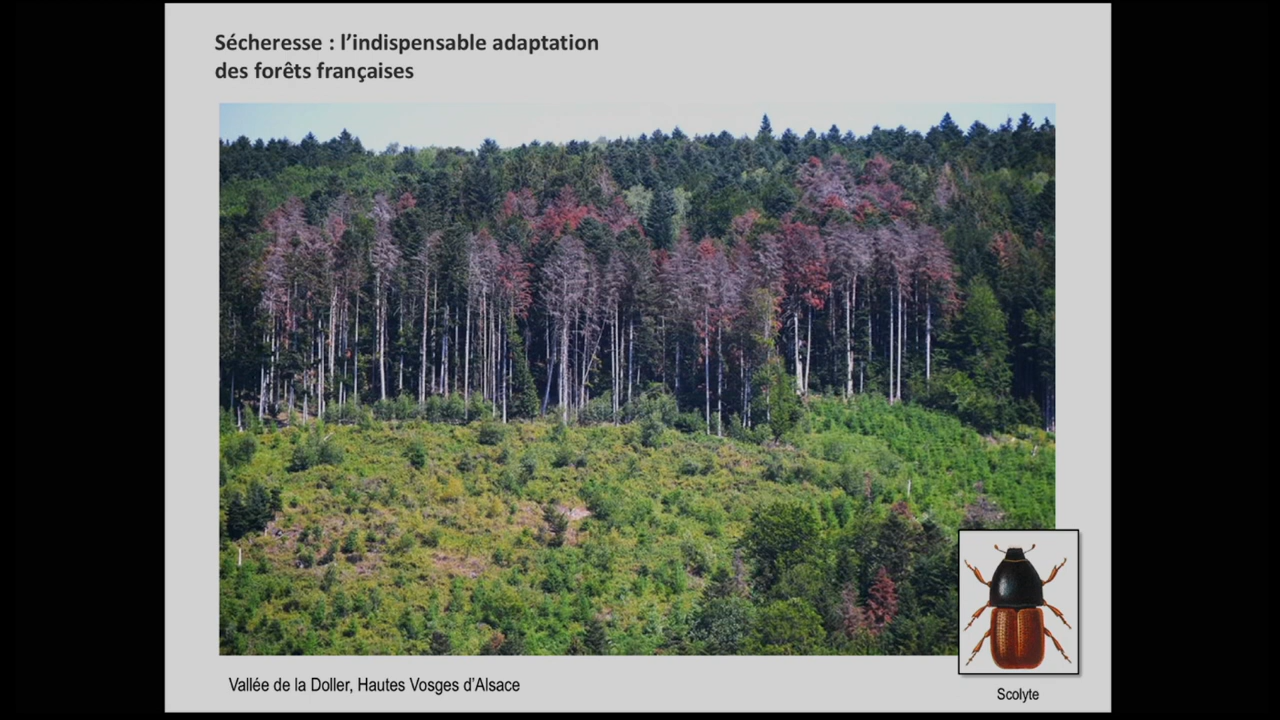 Sécheresse : l’indispensable adaptation
des forêts françaises
Vallée de la Doller, Hautes Vosges d’Alsace
Scolyte